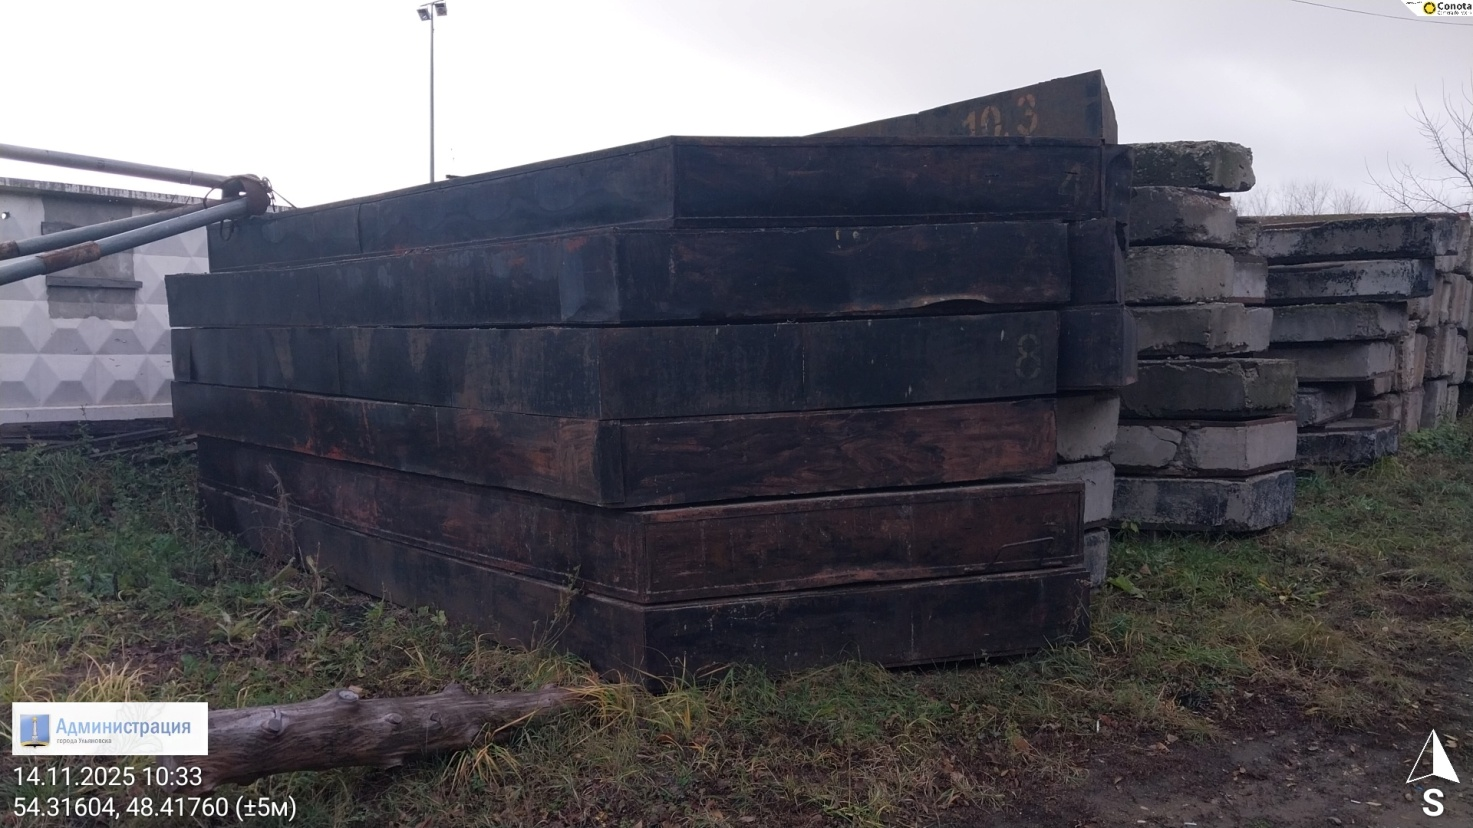 Conota
10.3
8
Администрация
города Ульяновска
14.11.2025 10:33
54.31604, 48.41760 (±5м)
S